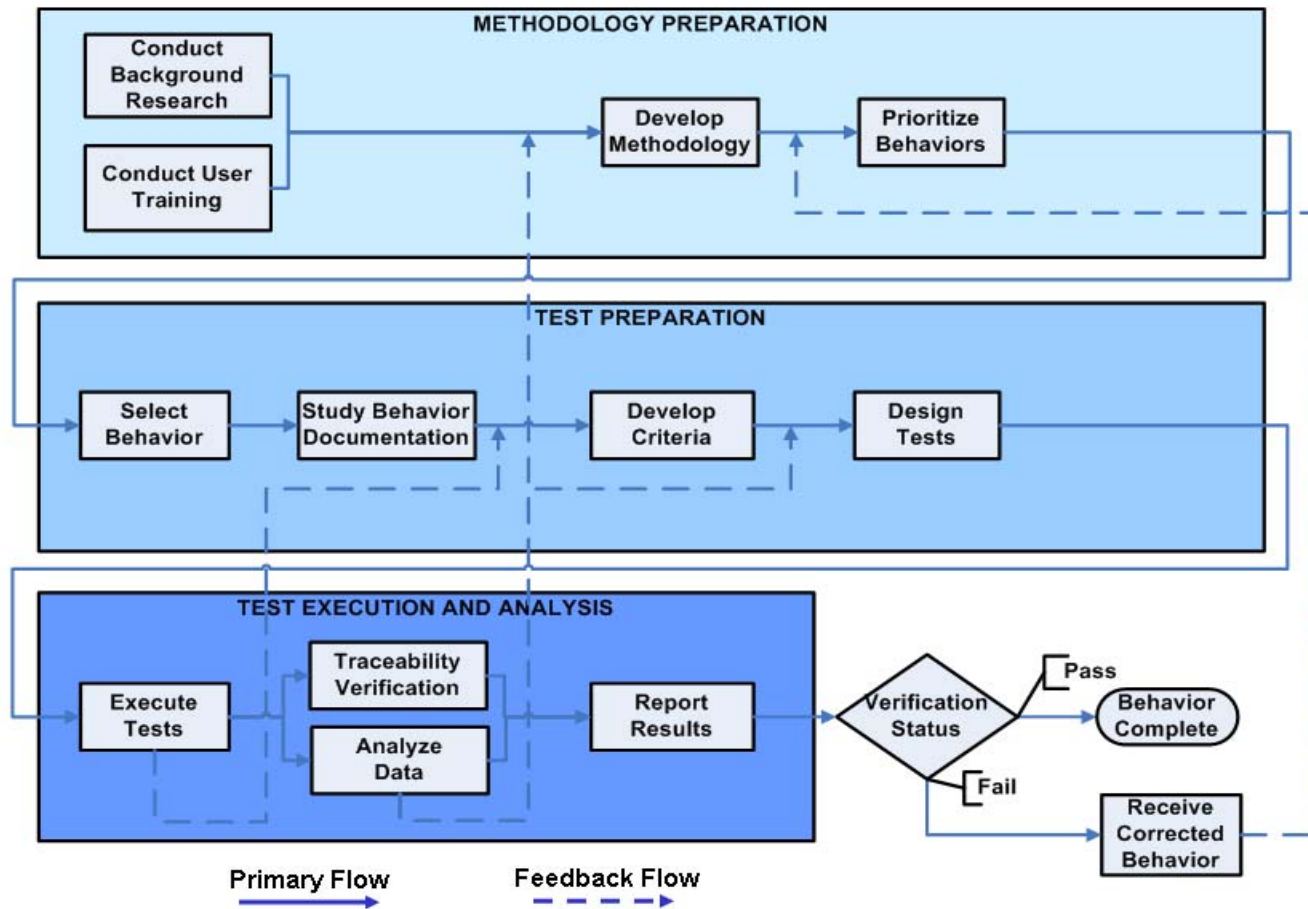 METHODOLOGY PREPARATION
Conduct
Background
Research
Conduct User
Training
Develop
Methodology
Prioritize
Behaviors
TEST PREPARATION
Select
Behavior
Study Behavior
Documentation
Develop
Criteria
Design
Tests
TEST EXECUTION AND ANALYSIS
Execute
Tests
Traceability
Verification
Analyze
Data
Report
Results
Verification
Status
Pass
Behavior
Complete
Fail
Receive
Corrected
Behavior
Primary Flow
Feedback Flow